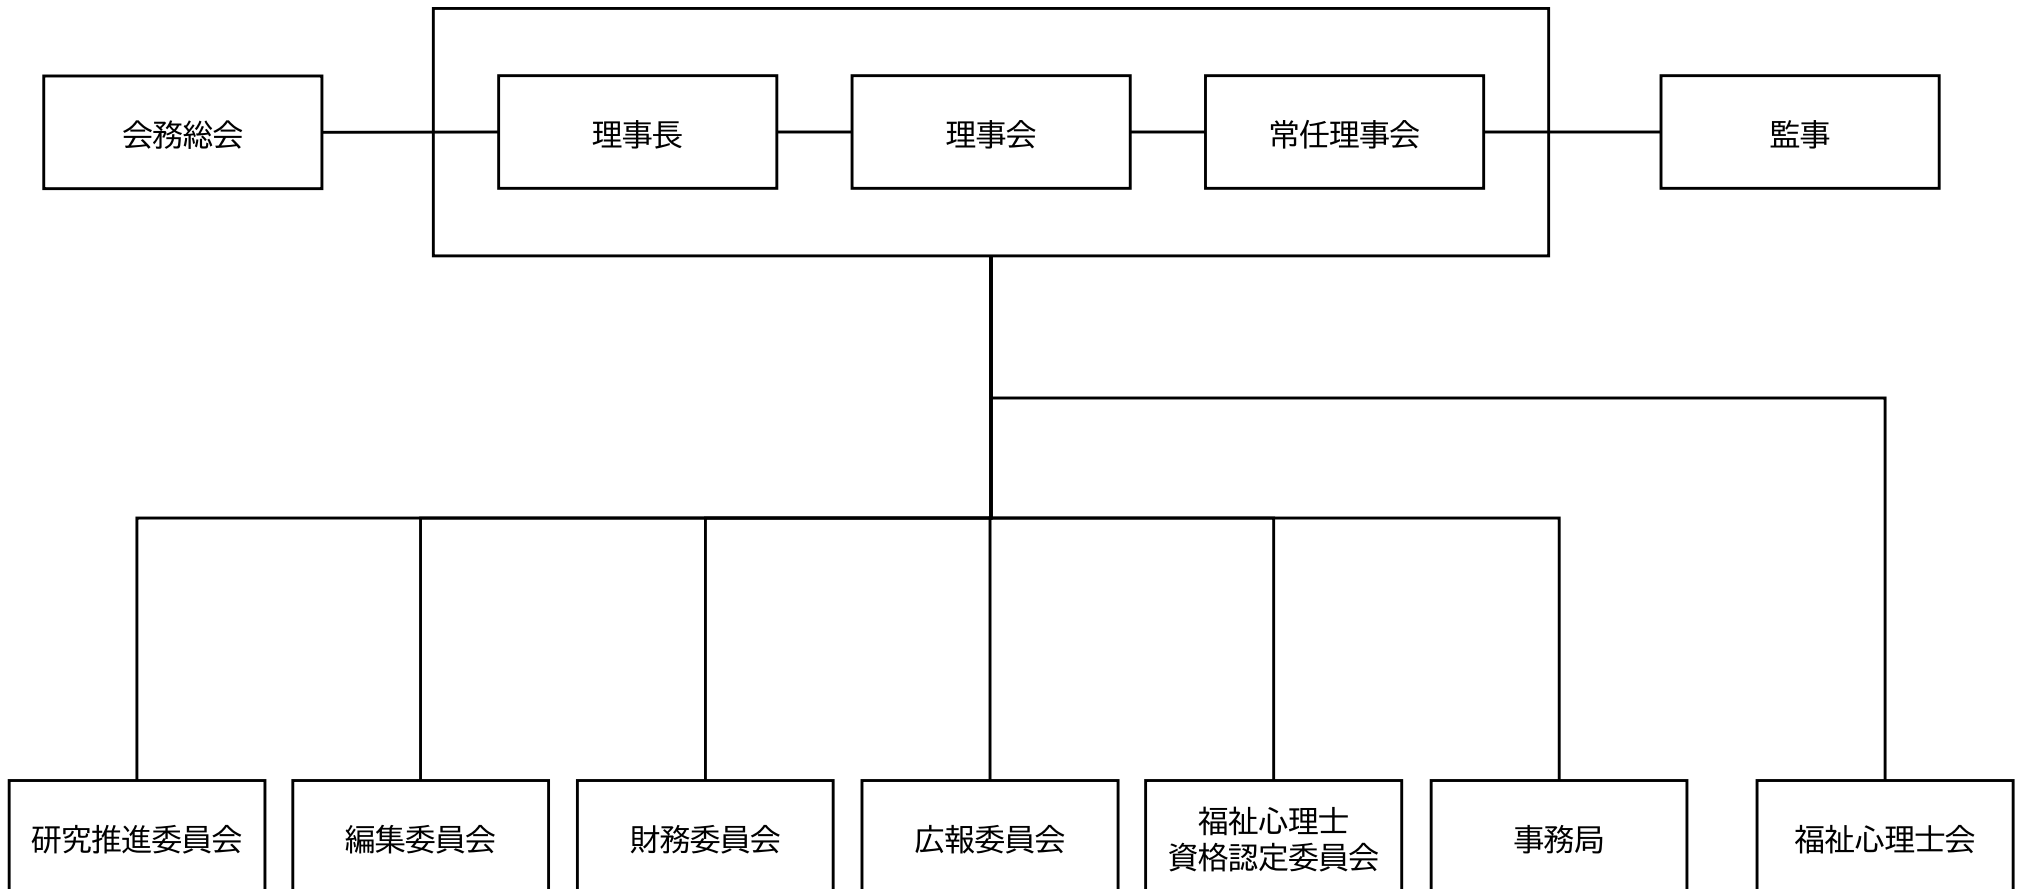 会務総会
理事長
理事会
常任理事会
監事
研究推進委員会
編集委員会
財務委員会
広報委員会
福祉心理士
資格認定委員会
事務局
福祉心理士会